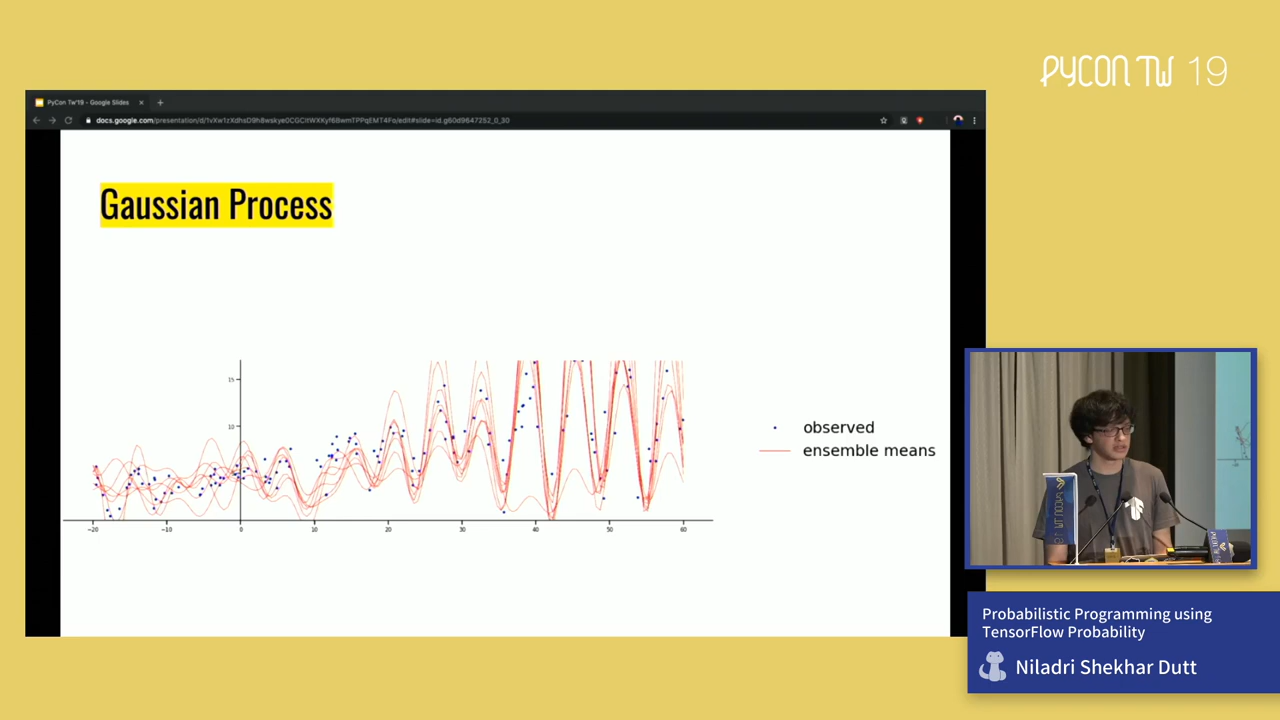 PYCON TW 19
PyCon Tw'19 - Google Slides
Gaussian Process
observed
ensemble means
15
10
-20
-10
0
10
20
30
40
50
60
Probabilistic Programming using
TensorFlow Probability
Niladri Shekhar Dutt